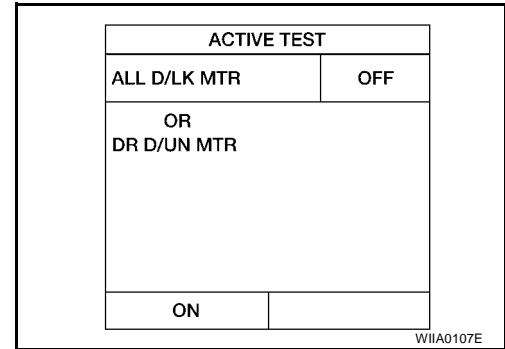 ACTIVE TEST
ALL D/LK MTR OFF
OR
DR D/UN MTR
ON
WIIA0107E